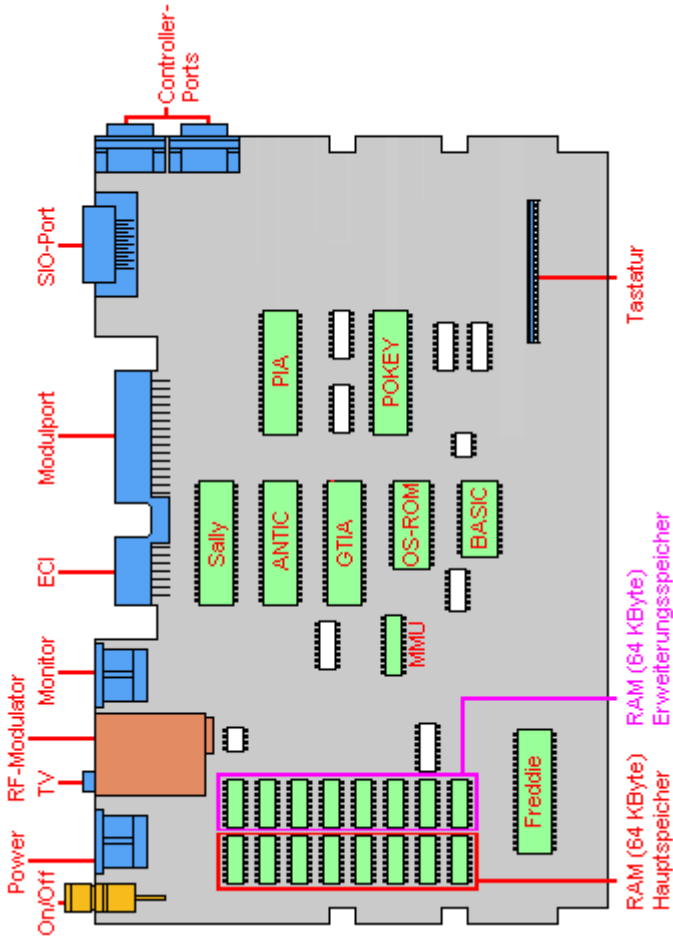 On/Off
Power
TV
RF-Modulator
Monitor
ECI
Modulport
SIO-Port
Controller-
Ports
Sally
ANTIC
GTIA
OS-ROM
BASIC
MMU
PIA
POKEY
Freddie
RAM (64 KByte)
Hauptspeicher
RAM (64 KByte)
Erweiterungsspeicher
Tastatur